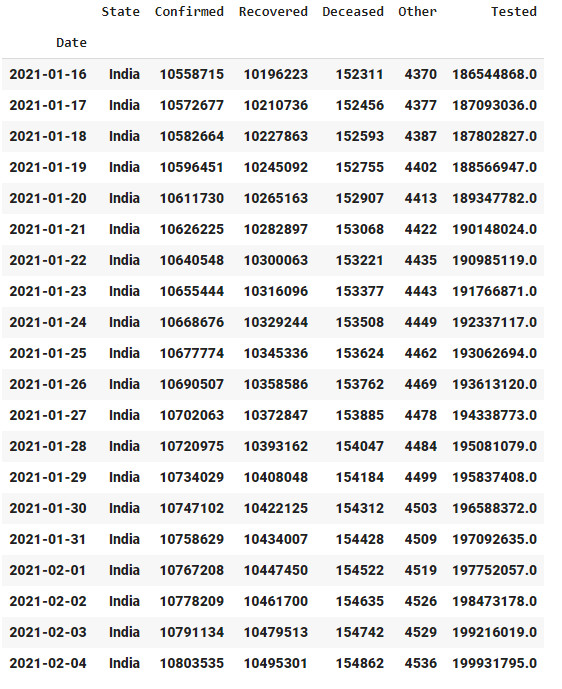 State Confirmed Recovered Deceased Other Tested
Date
2021-01-16 India 10558715 10196223 152311 4370 186544868.0
2021-01-17 India 10572677 10210736 152456 4377 187093036.0
2021-01-18 India 10582664 10227863 152593 4387 187802827.0
2021-01-19 India 10596451 10245092 152755 4402 188566947.0
2021-01-20 India 10611730 10265163 152907 4413 189347782.0
2021-01-21 India 10626225 10282897 153068 4422 190148024.0
2021-01-22 India 10640548 10300063 153221 4435 190985119.0
2021-01-23 India 10655444 10316096 153377 4443 191766871.0
2021-01-24 India 10668676 10329244 153508 4449 192337117.0
2021-01-25 India 10677774 10345336 153624 4462 193062694.0
2021-01-26 India 10690507 10358586 153762 4469 193613120.0
2021-01-27 India 10702063 10372847 153885 4478 194338773.0
2021-01-28 India 10720975 10393162 154047 4484 195081079.0
2021-01-29 India 10734029 10408048 154184 4499 195837408.0
2021-01-30 India 10747102 10422125 154312 4503 196588372.0
2021-01-31 India 10758629 10434007 154428 4509 197092635.0
2021-02-01 India 10767208 10447450 154522 4519 197752057.0
2021-02-02 India 10778209 10461700 154635 4526 198473178.0
2021-02-03 India 10791134 10479513 154742 4529 199216019.0
2021-02-04 India 10803535 10495301 154862 4536 199931795.0